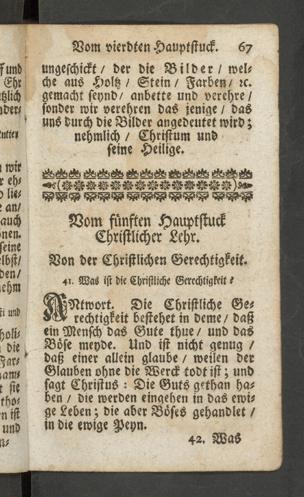 Vom vierdten Hauptstuck. 67
ungeschickt / der die Bilder / wel-
che aus Holtz / Stein / Farben / ꝛc.
gemacht seynd / anbette und verehre /
sonder wir verehren das jenige / das
uns durch die Bilder angedeutet wird;
nehmlich / Christum und
seine Heilige.
Vom fünften Hauptstuck
Christlicher Lehr.
Von der Christlichen Gerechtigkeit.
41. Was ist die Christliche Gerechtigkeit?
ANtwort. Die Christliche Ge-
rechtigkeit bestehet in deme / daß
ein Mensch das Gute thue / und das
Böse meyde. Und ist nicht genug /
daß einer allein glaube / weilen der
Glauben ohne die Werck todt ist; und
sagt Christus: Die Guts gethan ha-
ben / die werden eingehen in das ewi-
ge Leben; die aber Böses gehandlet /
in die ewige Peyn.
42. Was